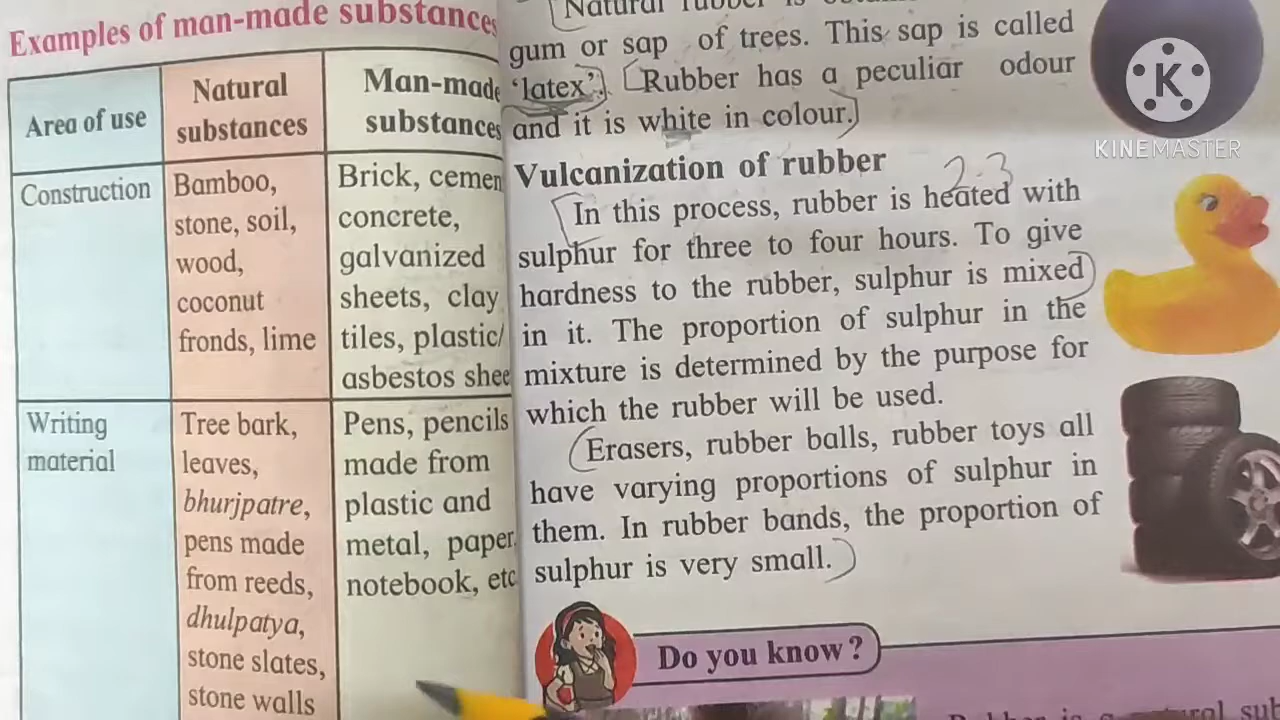 Examples of man-made substances
Area of use
Natural
substances
Man-made
substances
Construction
Bamboo,
stone, soil,
wood,
coconut
fronds, lime
Brick, cemen
concrete,
galvanized
sheets, clay
tiles, plastic/
asbestos shee
Writing
material
Tree bark,
leaves,
bhurjpatre,
pens made
from reeds,
dhulpatya,
stone slates,
stone walls
Pens, pencils
made from
plastic and
metal, paper
notebook, etc
Natural rubber is
gum or sap of trees. This sap is called
‘latex’. Rubber has a peculiar odour
and it is white in colour.
Vulcanization of rubber
2-3
In this process, rubber is heated with
sulphur for three to four hours. To give
hardness to the rubber, sulphur is mixed
in it. The proportion of sulphur in the
mixture is determined by the purpose for
which the rubber will be used.
Erasers, rubber balls, rubber toys all
have varying proportions of sulphur in
them. In rubber bands, the proportion of
sulphur is very small.
Do you know?
K
KINEMASTER